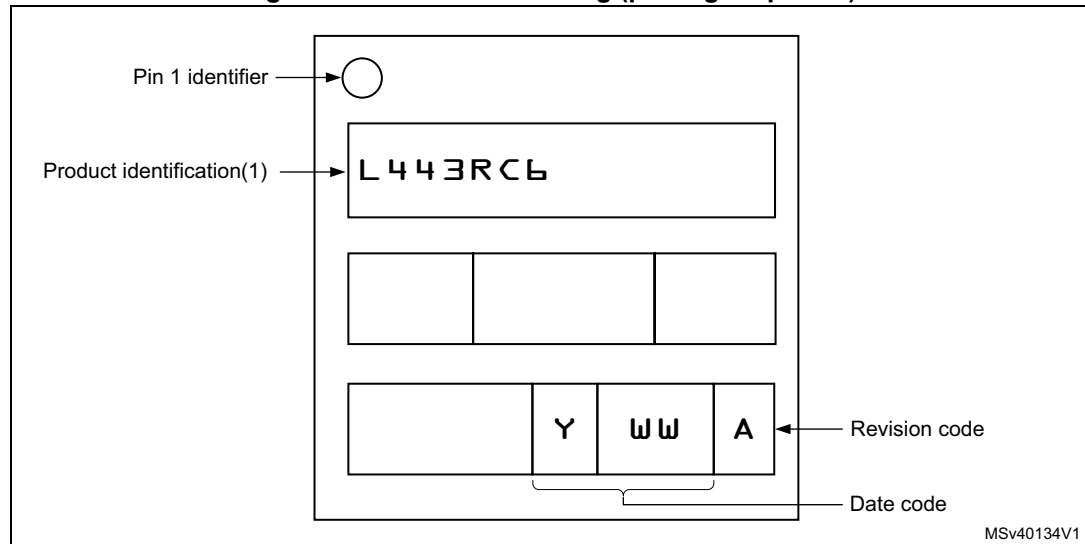 Pin 1 identifier
Product identification(1)
L443RC6
Y WW A
Revision code
Date code
MSv40134V1